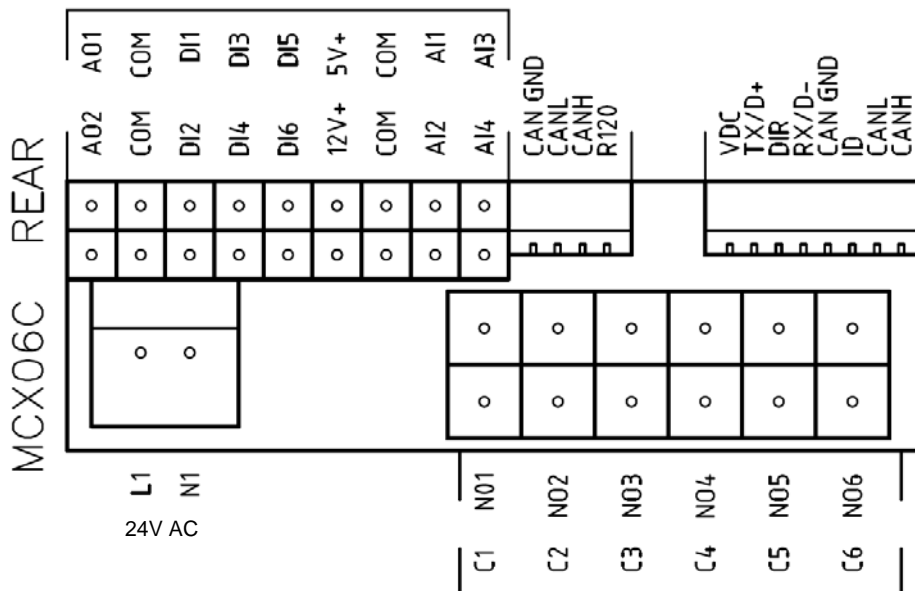 AO1 COM DI1 DI3 DI5 5V+ COM AI1 AI3
AO2 COM DI2 DI4 DI6 12V+ COM AI2 AI4
CAN GND
CANL
CANH
R120
VDC
TX/D+
DIR
RX/D-
CAN GND
ID
CANL
CANH
REAR
MCX06C
L1 N1
24V AC
NO1 NO2 NO3 NO4 NO5 NO6
C1 C2 C3 C4 C5 C6